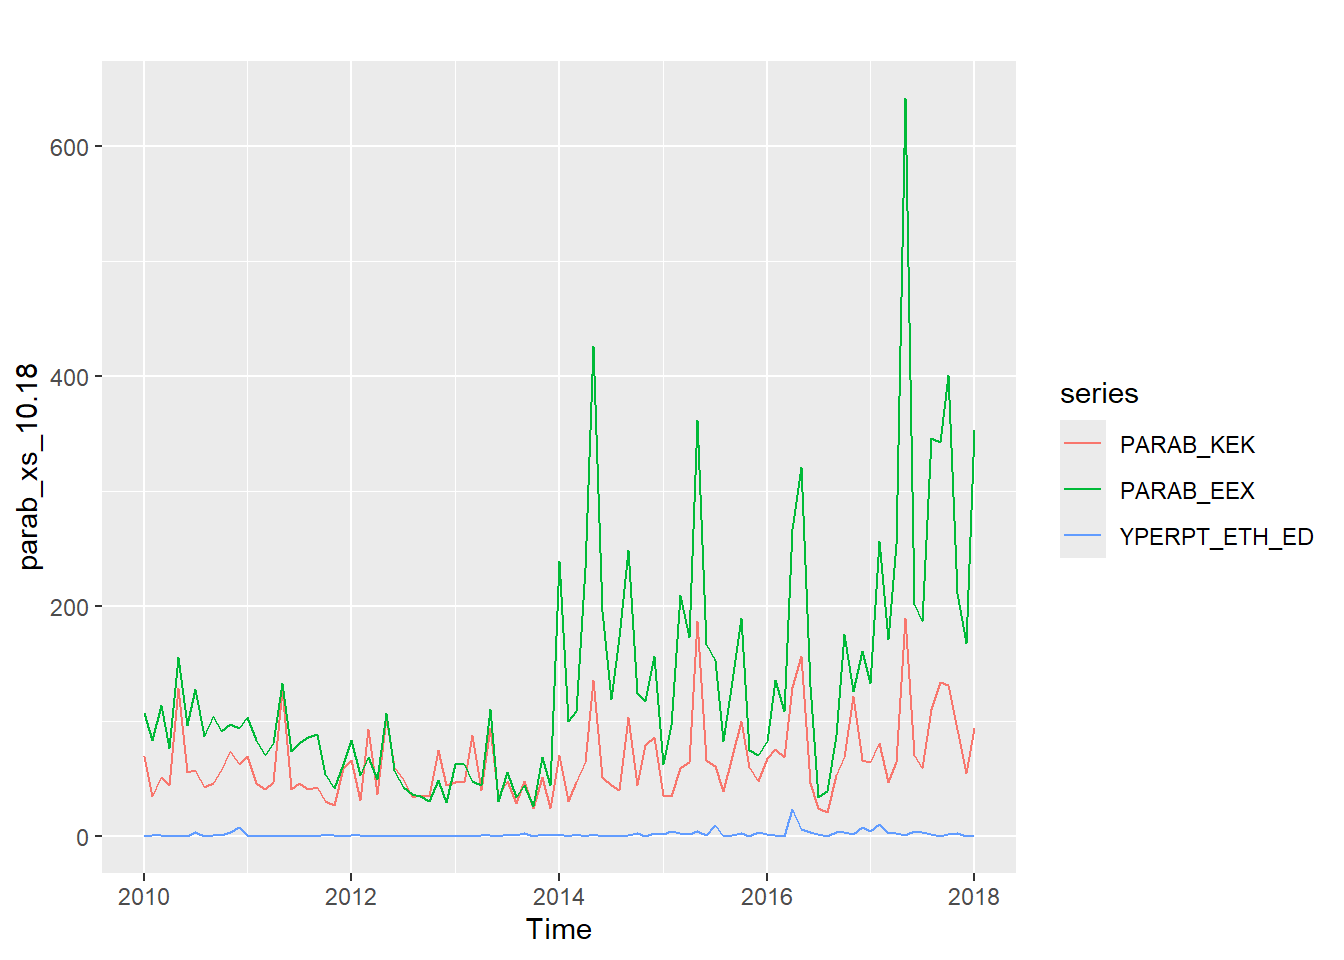 600
400
200
0
parab_xs_10.18
2010
2012
2014
2016
2018
Time
series
PARAB_KEK
PARAB_EEX
YPERPT_ETH_ED